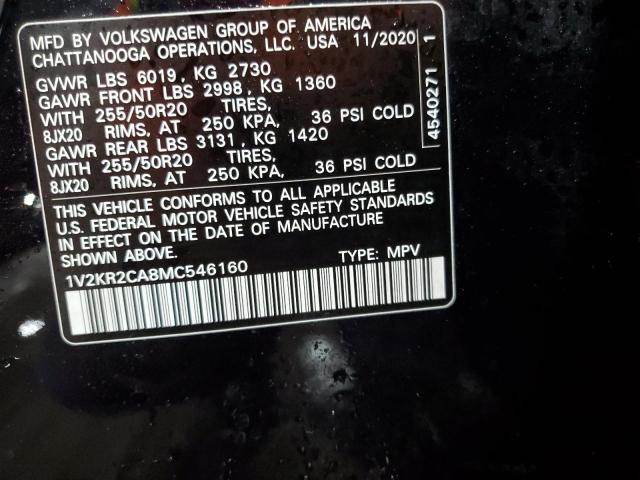 MFD BY VOLKSWAGEN GROUP OF AMERICA
CHATTANOOGA OPERATIONS, LLC. USA 11/2020
GVWR LBS 6019, KG 2730
GAWR FRONT LBS 2998, KG 1360
WITH 255/50R20 TIRES,
8JX20 RIMS, AT 250 KPA, 36 PSI COLD
GAWR REAR LBS 3131, KG 1420
WITH 255/50R20 TIRES,
8JX20 RIMS, AT 250 KPA, 36 PSI COLD
4540271 1
THIS VEHICLE CONFORMS TO ALL APPLICABLE
U.S. FEDERAL MOTOR VEHICLE SAFETY STANDARDS
IN EFFECT ON THE DATE OF MANUFACTURE
SHOWN ABOVE.
1V2KR2CA8MC546160 TYPE: MPV